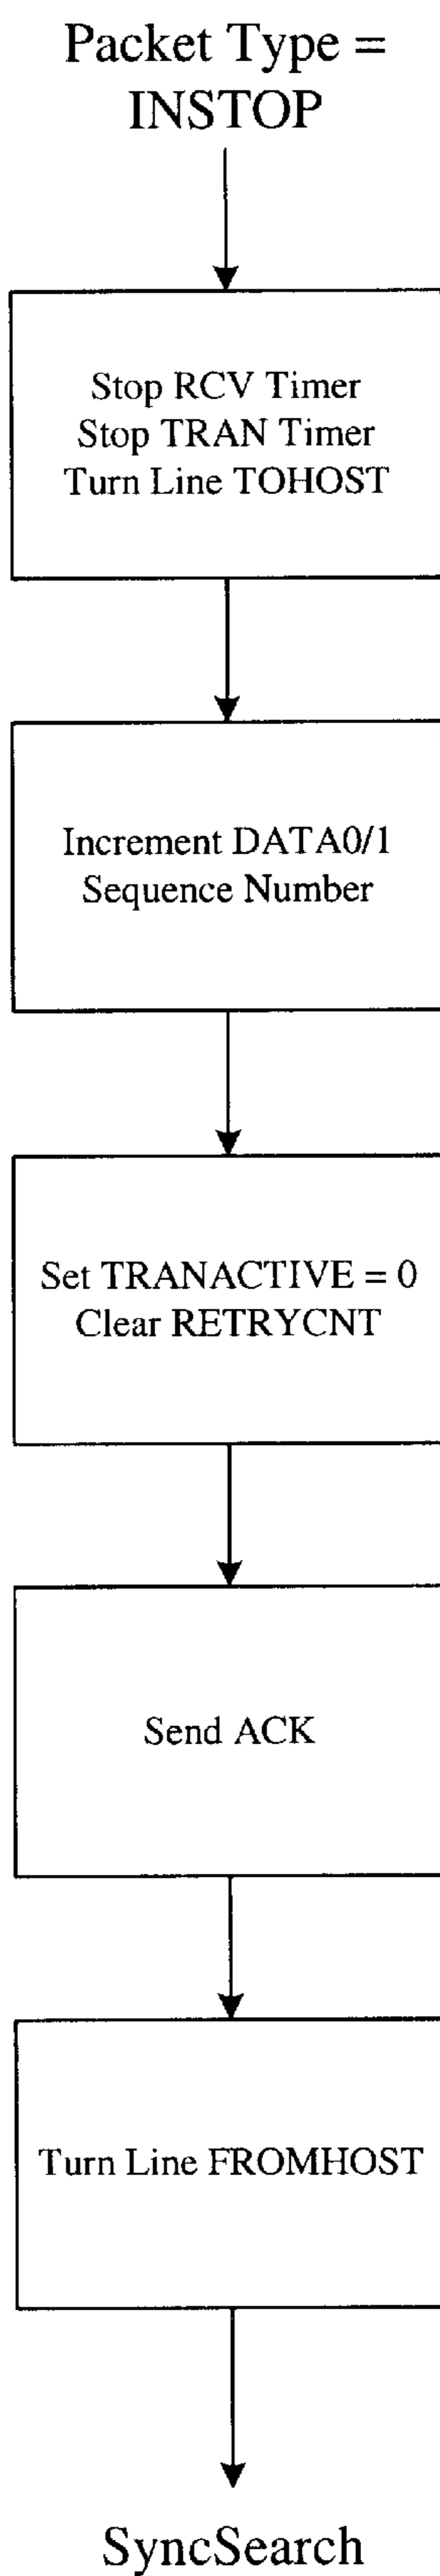 Packet Type =
INSTOP
Stop RCV Timer
Stop TRAN Timer
Turn Line TOHOST
Increment DATA0/1
Sequence Number
Set TRANACTIVE = 0
Clear RETRYCNT
Send ACK
Turn Line FROMHOST
SyncSearch